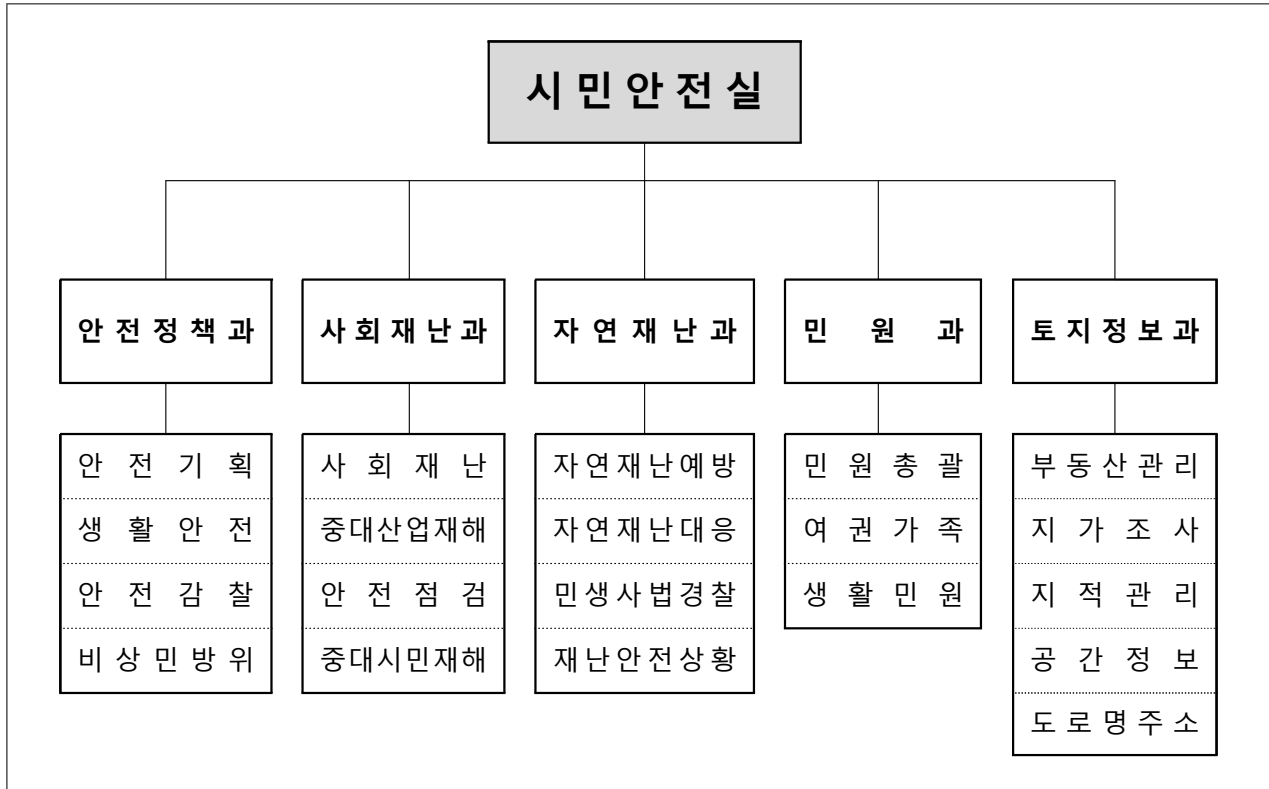 시민안전실
안전정책과
사회재난과
자연재난과
민원과
토지정보과
안전기획
생활안전
안전감찰
비상민방위
사회재난
중대산업재해
안전점검
중대시민재해
자연재난예방
자연재난대응
민생사법경찰
재난안전상황
민원총괄
여권가족
생활민원
부동산관리
지가조사
지적관리
공간정보
도로명주소